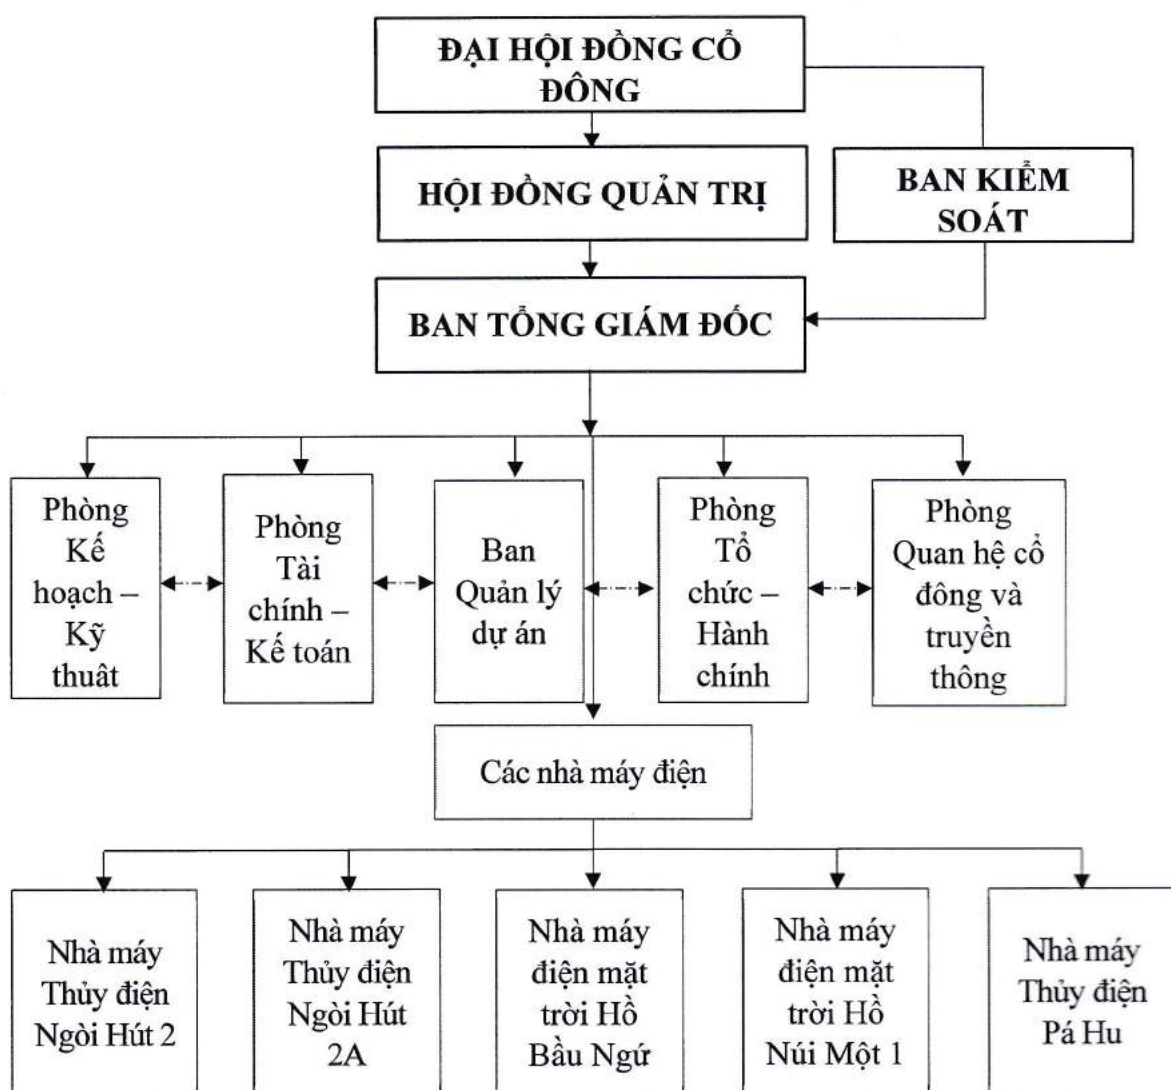 ĐẠI HỘI ĐỒNG CỔ
ĐÔNG
HỘI ĐỒNG QUẢN TRỊ
BAN KIỂM
SOÁT
BAN TỔNG GIÁM ĐỐC
Phòng
Kế
hoạch –
Kỹ
thuât
Phòng
Tài
chính –
Kế toán
Ban
Quản lý
dự án
Phòng
Tổ
chức –
Hành
chính
Phòng
Quan hệ cổ
đông và
truyền
thông
Các nhà máy điện
Nhà máy
Thủy điện
Ngòi Hút 2
Nhà máy
Thủy điện
Ngòi Hút
2A
Nhà máy
điện mặt
trời Hồ
Bầu Ngứ
Nhà máy
điện mặt
trời Hồ
Núi Một 1
Nhà máy
Thủy điện
Pá Hu